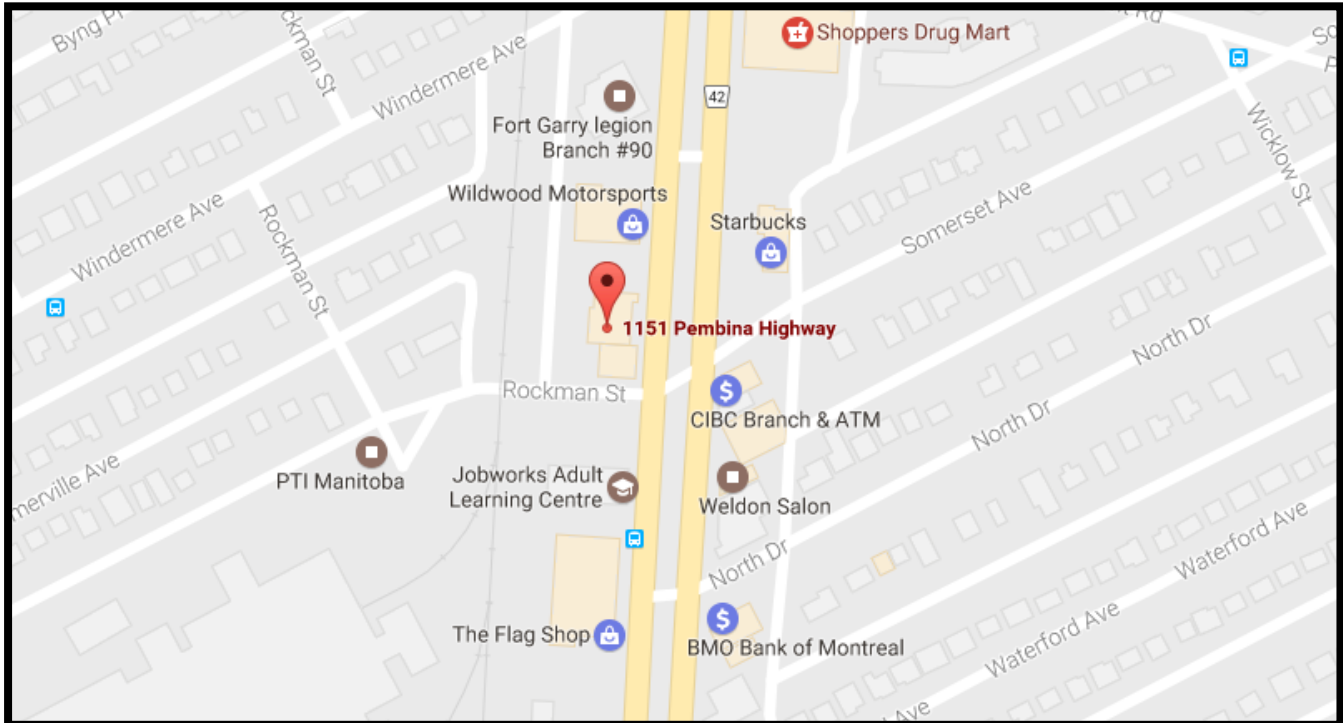 Byng P
ckman St
Windermere Ave
Shoppers Drug Mart
Rd
42
Fort Garry legion
Branch #90
Wicklow St
Wildwood Motorsports
Windermere Ave
Rockman St
Starbucks
Somerset Ave
1151 Pembina Highway
North Dr
Rockman St
CIBC Branch & ATM
North Dr
merville Ave
PTI Manitoba
Jobworks Adult
Learning Centre
Weldon Salon
North Dr
Waterford Ave
The Flag Shop
BMO Bank of Montreal
Waterford Ave
Ave